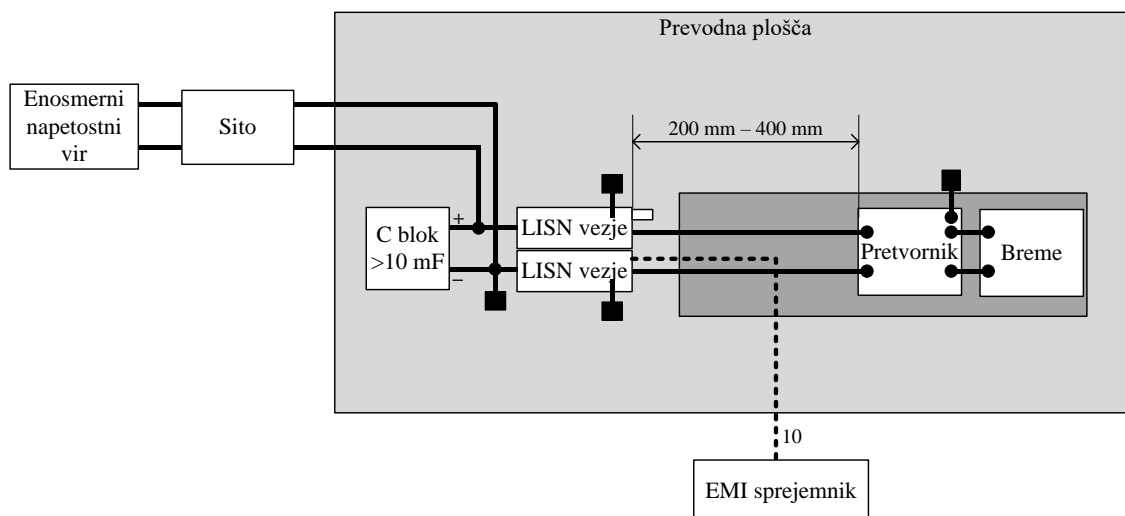 Prevodna plošča
Enosmerni
napetostni
vir
Sito
200 mm – 400 mm
C blok
>10 mF
+
–
LISN vezje
LISN vezje
Pretvornik
Breme
10
EMI sprejemnik